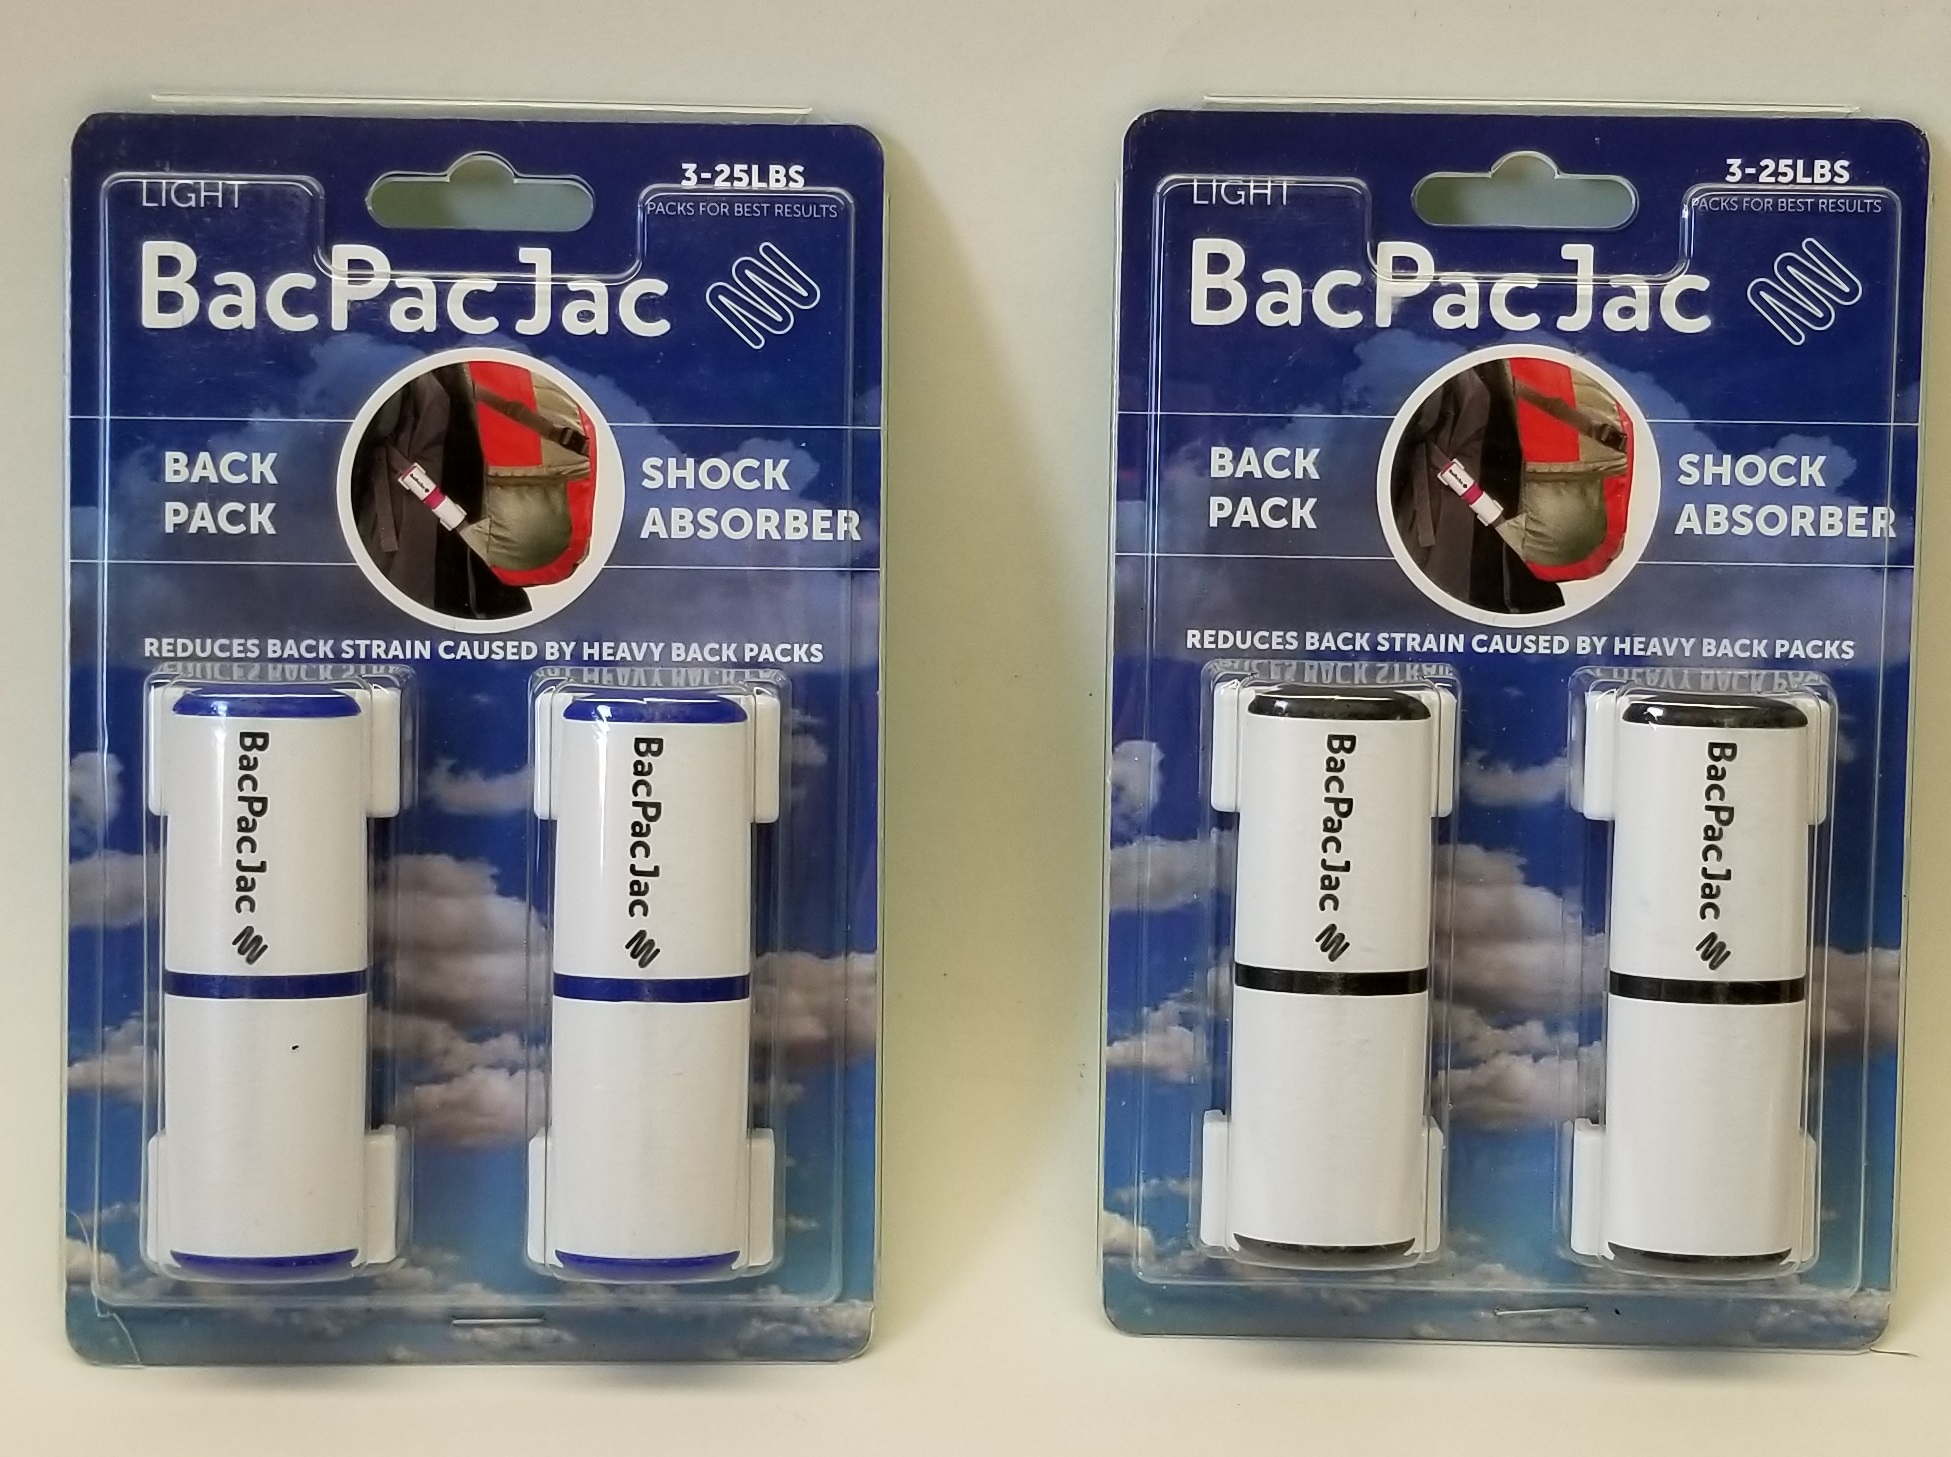 LIGHT
3-25LBS
PACKS FOR BEST RESULTS
BacPacJac
BACK
PACK
SHOCK
ABSORBER
REDUCES BACK STRAIN CAUSED BY HEAVY BACK PACKS
BacPacJac
BacPacJac
LIGHT
3-25LBS
PACKS FOR BEST RESULTS
BacPacJac
BACK
PACK
SHOCK
ABSORBER
REDUCES BACK STRAIN CAUSED BY HEAVY BACK PACKS
BacPacJac
BacPacJac